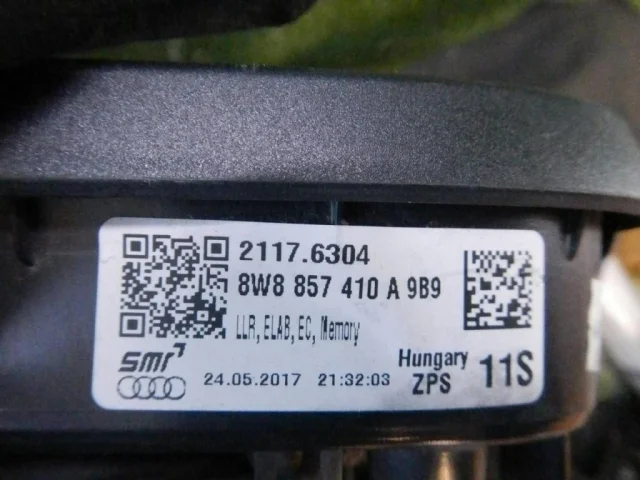 2117.6304
8W8 857 410 A 9B9
LLR, ELAB, EC, Memory
smr
24.05.2017 21:32:03
Hungary
ZPS
11S